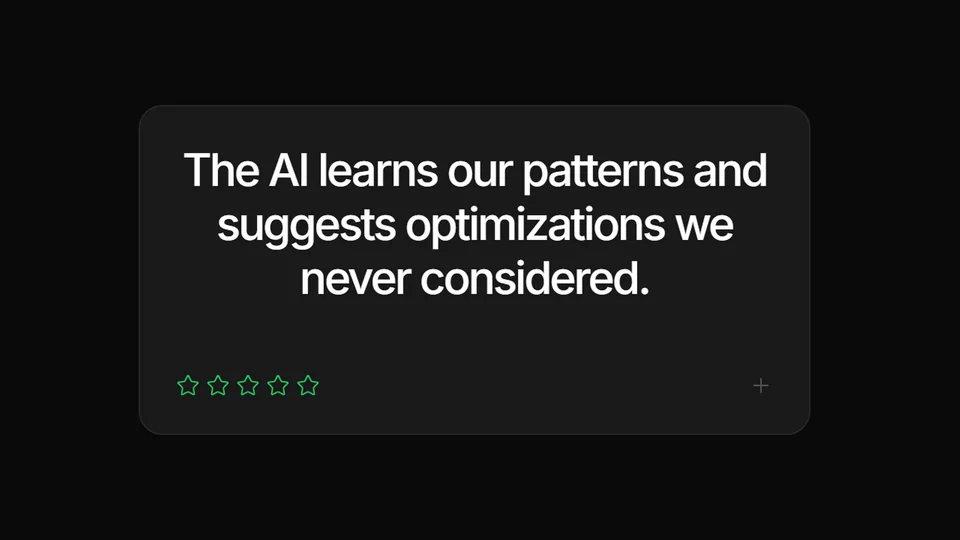 The AI learns our patterns and
suggests optimizations we
never considered.